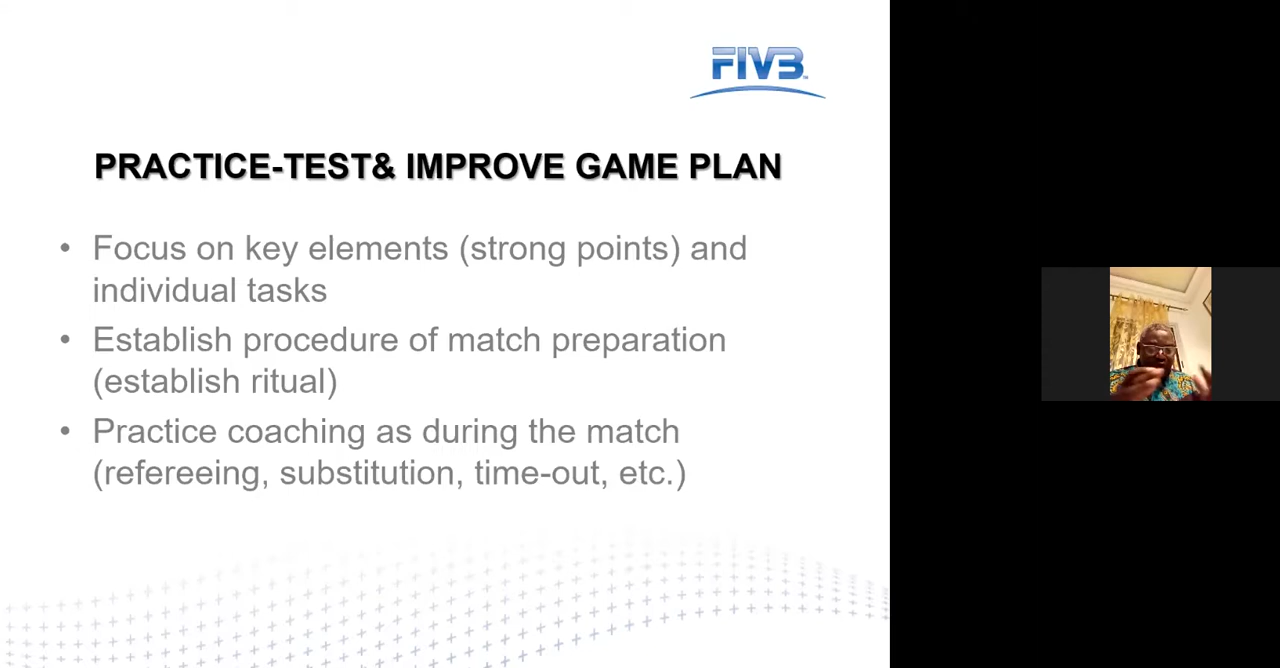 FIVB
PRACTICE-TEST& IMPROVE GAME PLAN
• Focus on key elements (strong points) and
individual tasks
• Establish procedure of match preparation
(establish ritual)
• Practice coaching as during the match
(refereeing, substitution, time-out, etc.)